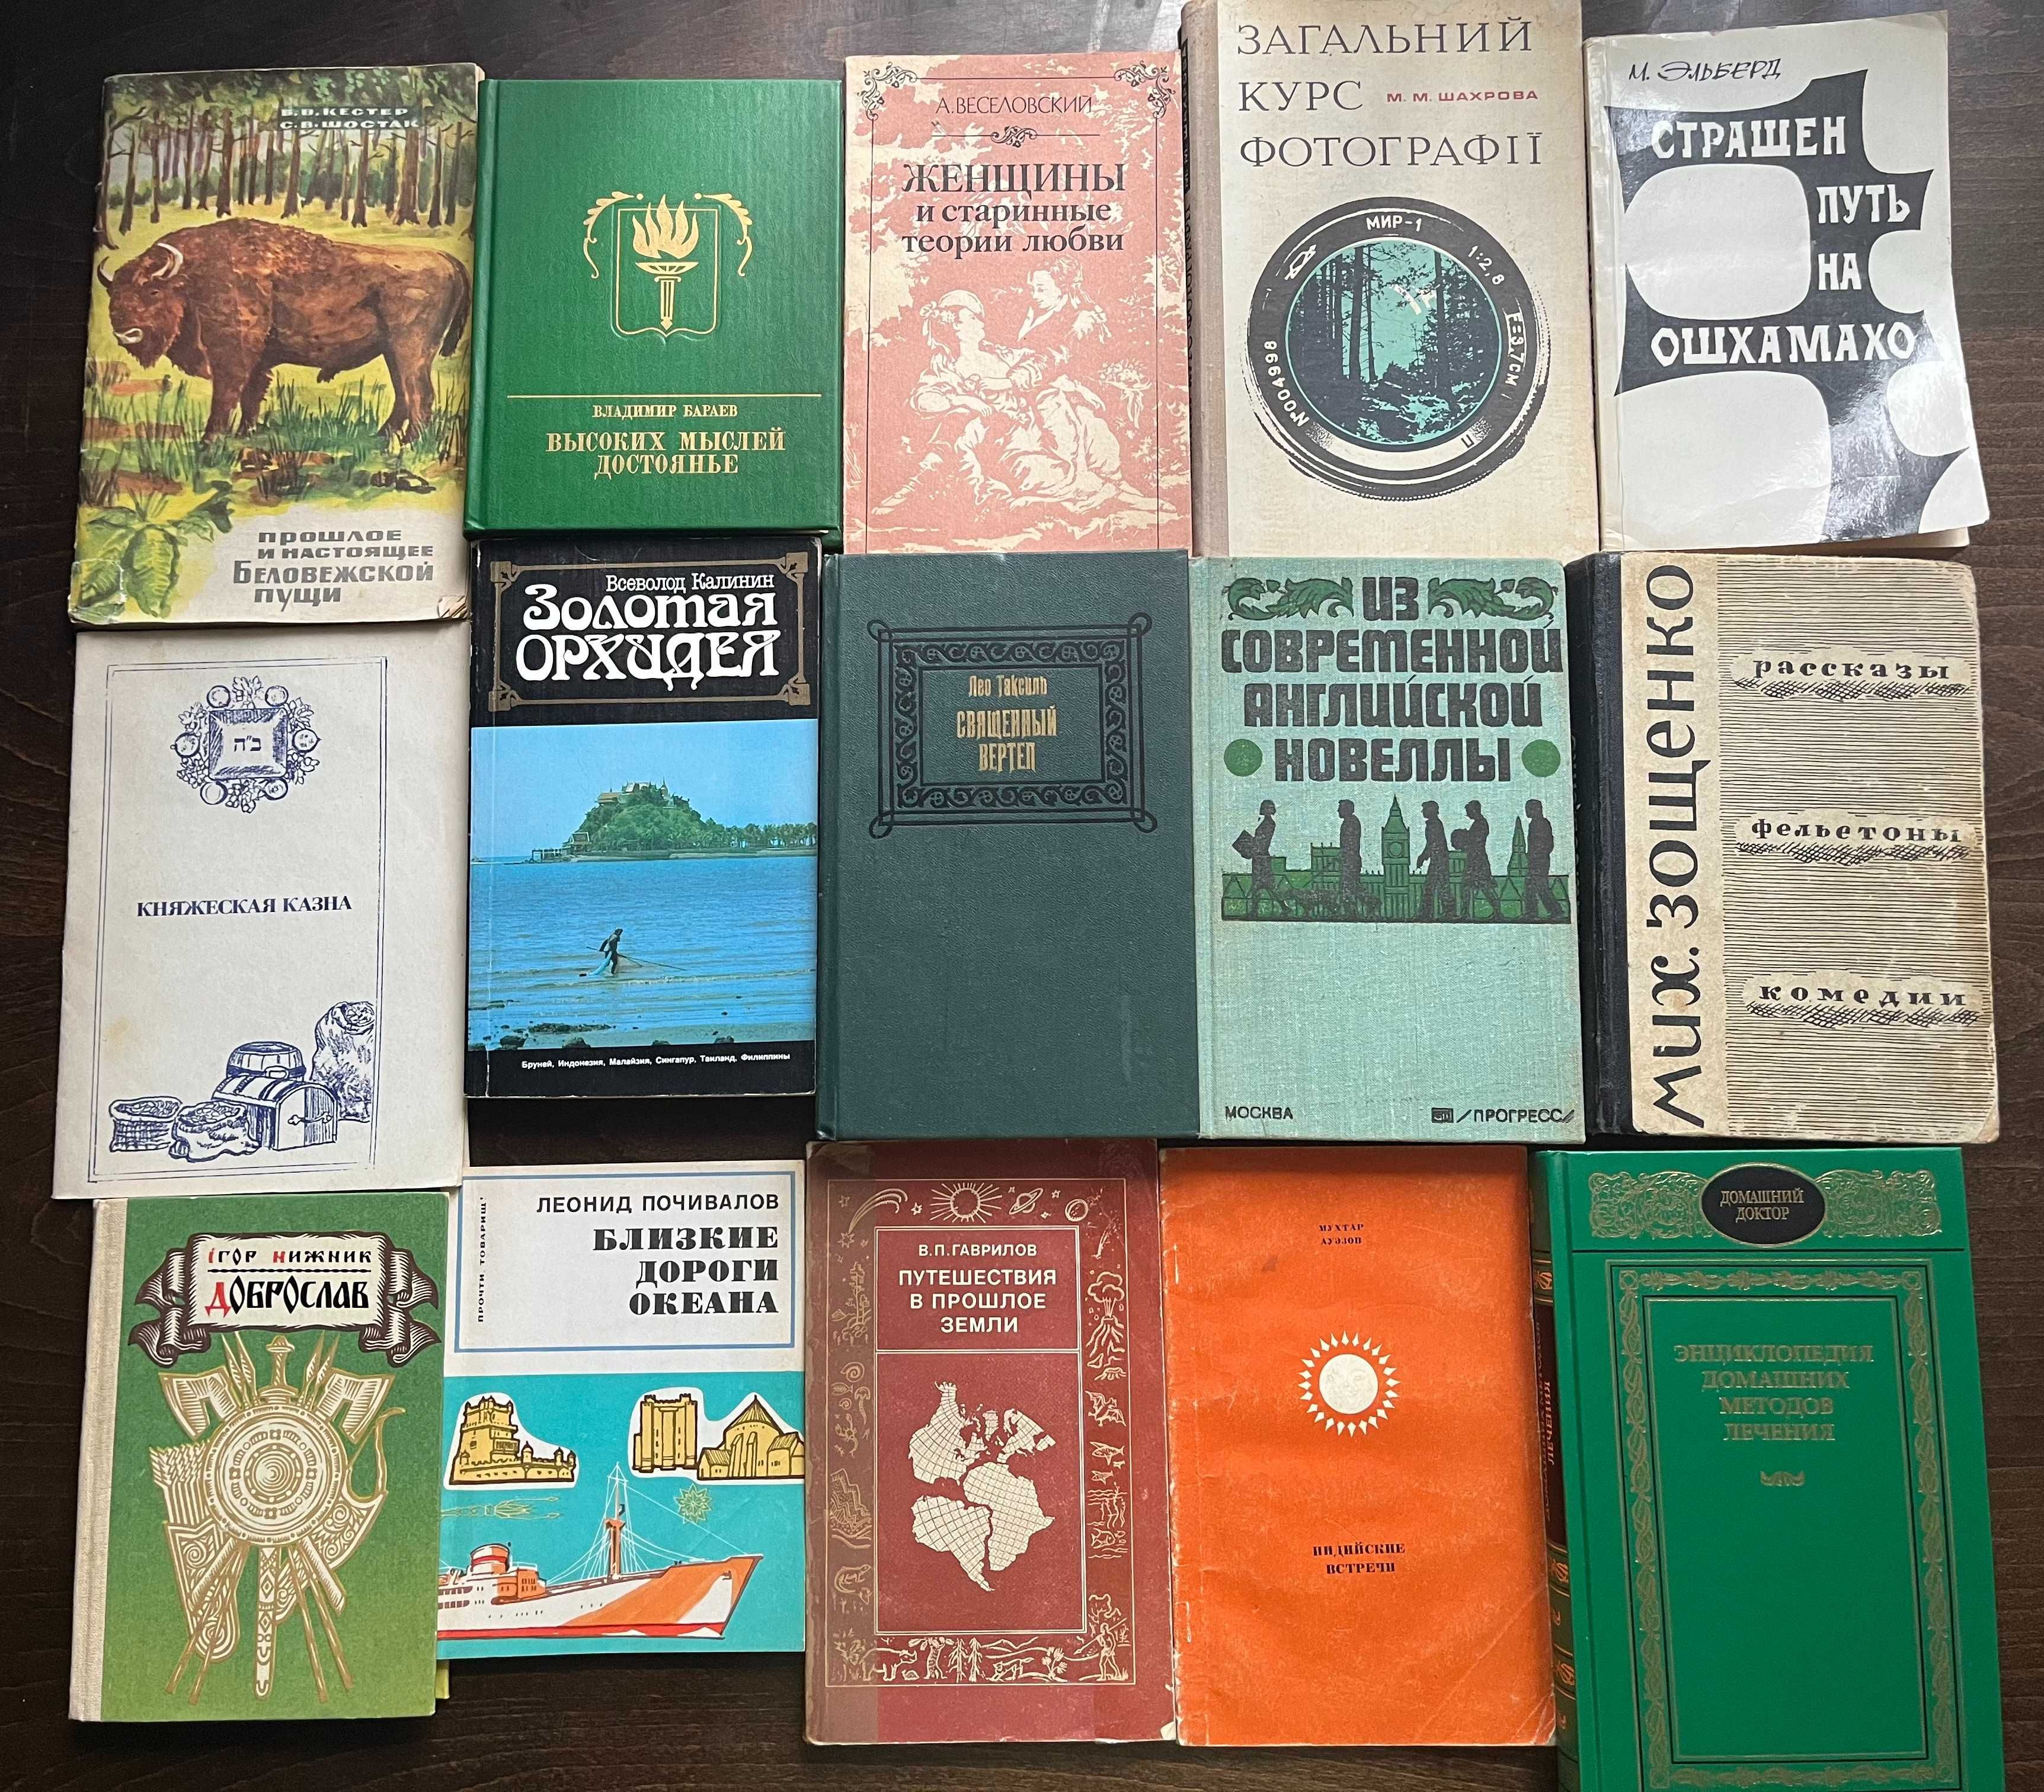 Б.В. КЕСТЕР
С.В. ШОСТАК
ПРОШЛОЕ
И НАСТОЯЩЕЕ
БЕЛОВЕЖСКОЙ
ПУЩИ
ВЛАДИМИР БАРАЕВ
ВЫСОКИХ МЫСЛЕЙ
ДОСТОЯНЬЕ
А. ВЕСЕЛОВСКИЙ
ЖЕНЩИНЫ
и старинные
теории любви
ЗАГАЛЬНИЙ
КУРС М. М. ШАХРОВА
ФОТОГРАФІЇ
МИР-1
1:2,8
F=3,7СМ
П
№004998
М. ЭЛЬБЕРД
СТРАШЕН
ПУТЬ
НА
ОШХАМАХО
ב"ה
КНЯЖЕСКАЯ КАЗНА
Всеволод Калинин
Золотая
ОРХИДЕЯ
Бруней, Индонезия, Малайзия, Сингапур, Таиланд, Филиппины
Лео Таксиль
СВЯЩЕННЫЙ
ВЕРТЕП
ИЗ
СОВРЕМЕННОЙ
АНГЛИЙСКОЙ
НОВЕЛЛЫ
МОСКВА
/ПРОГРЕСС/
Мих. ЗОЩЕНКО
рассказы
фельетоны
комедии
ІГОР НИЖНИК
ДОБРОСЛАВ
ПРОЧТИ, ТОВАРИЩ!
ЛЕОНИД ПОЧИВАЛОВ
БЛИЗКИЕ
ДОРОГИ
ОКЕАНА
В.П. ГАВРИЛОВ
ПУТЕШЕСТВИЯ
В ПРОШЛОЕ
ЗЕМЛИ
МУХТАР
АУЭЗОВ
ИНДИЙСКИЕ
ВСТРЕЧИ
ДОМАШНИЙ
ДОКТОР
ЭНЦИКЛОПЕДИЯ
ДОМАШНИХ
МЕТОДОВ
ЛЕЧЕНИЯ
ЛЕЧЕНИЯ